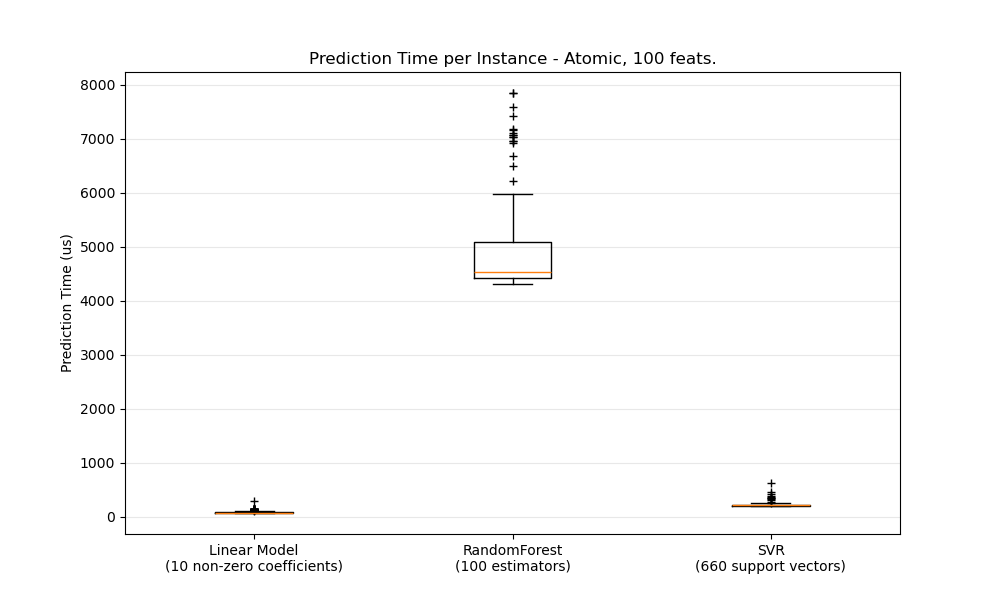 Prediction Time per Instance - Atomic, 100 feats.
8000
7000
6000
5000
4000
3000
2000
1000
0
Prediction Time (us)
Linear Model
(10 non-zero coefficients)
RandomForest
(100 estimators)
SVR
(660 support vectors)